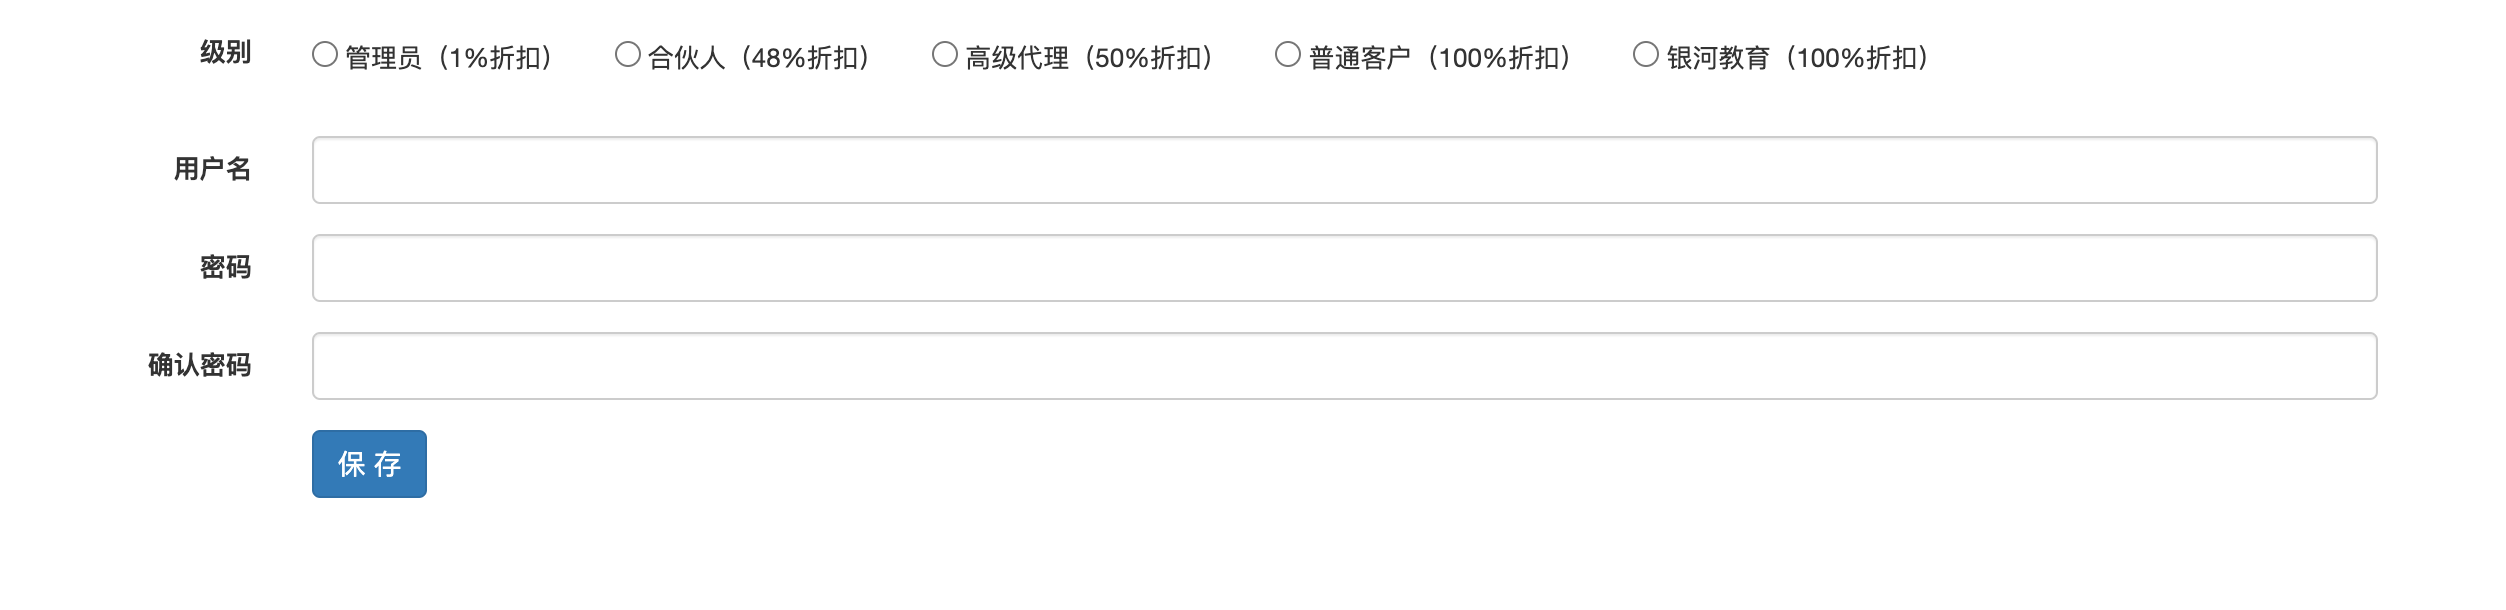 级别 管理员 (1%折扣) 合伙人 (48%折扣) 高级代理 (50%折扣) 普通客户 (100%折扣) 银河教育 (100%折扣)
用户名
密码
确认密码
保 存